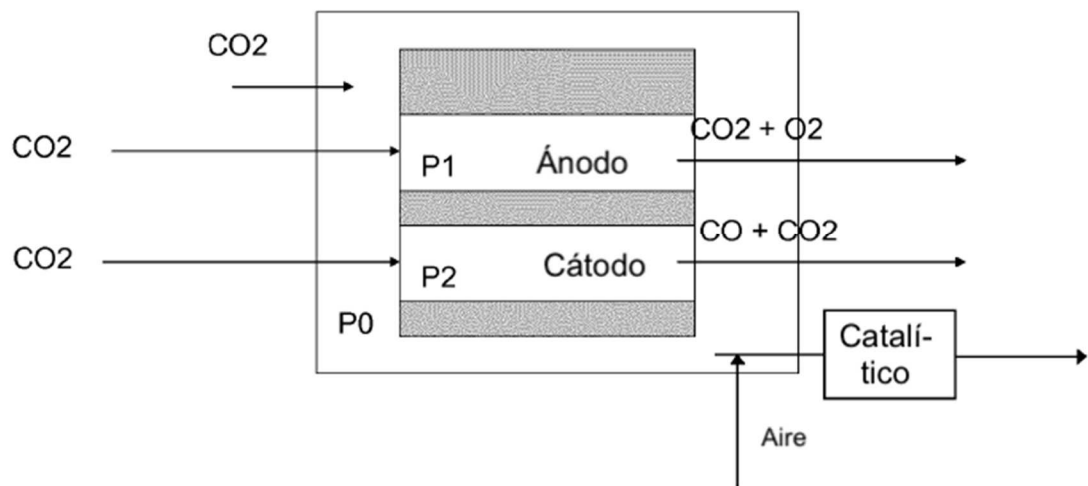 CO2
CO2
CO2 + O2
P1 Ánodo
CO2
CO + CO2
P2 Cátodo
P0
Catalí-
tico
Aire